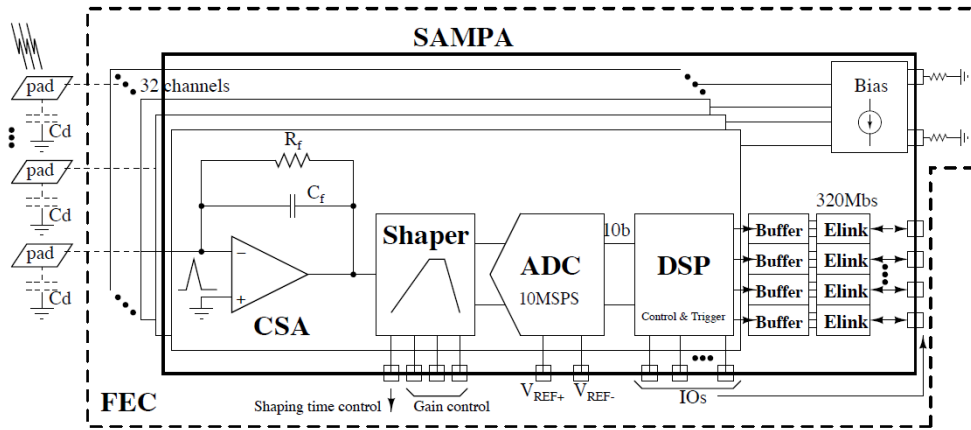 SAMPA
pad
32 channels
Bias
Cd
Rf
Cf
pad
Cd
320Mbs
Shaper
10b
Buffer Elink
pad
−
ADC
DSP
Buffer Elink
10MSPS
Buffer Elink
+
Cd
CSA
Control & Trigger
Buffer Elink
FEC
Shaping time control
Gain control
VREF+
VREF-
IOs